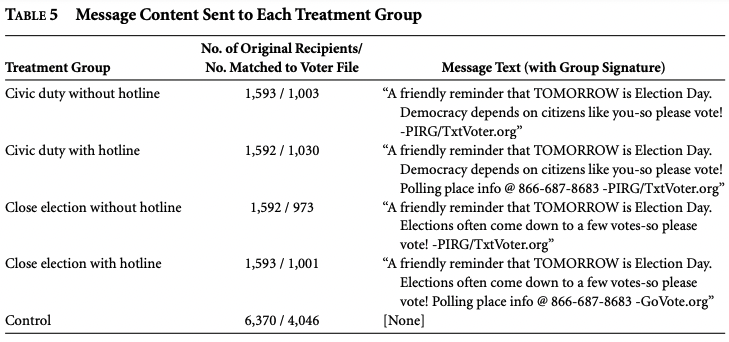 TABLE 5 Message Content Sent to Each Treatment Group
No. of Original Recipients/
Treatment Group No. Matched to Voter File Message Text (with Group Signature)
Civic duty without hotline 1,593 / 1,003 “A friendly reminder that TOMORROW is Election Day.
Democracy depends on citizens like you-so please vote!
-PIRG/TxtVoter.org”
Civic duty with hotline 1,592 / 1,030 “A friendly reminder that TOMORROW is Election Day.
Democracy depends on citizens like you-so please vote!
Polling place info @ 866-687-8683 -PIRG/TxtVoter.org”
Close election without hotline 1,592 / 973 “A friendly reminder that TOMORROW is Election Day.
Elections often come down to a few votes-so please
vote! -PIRG/TxtVoter.org”
Close election with hotline 1,593 / 1,001 “A friendly reminder that TOMORROW is Election Day.
Elections often come down to a few votes-so please
vote! Polling place info @ 866-687-8683 -GoVote.org”
Control 6,370 / 4,046 [None]